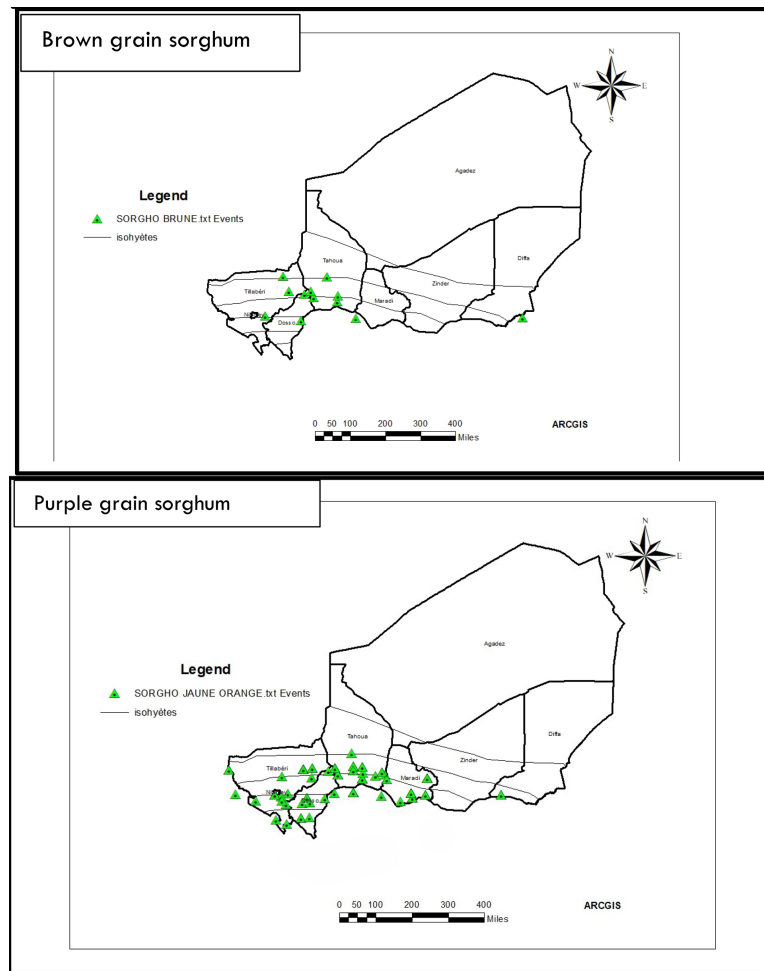 Brown grain sorghum
N
W E
S
Agadez
Legend
SORGHO BRUNE.txt Events
isohyètes
Tahoua
Diffa
Zinder
Tillabéri
Maradi
Dosso
0 50 100 200 300 400
Miles
ARCGIS
Purple grain sorghum
N
W E
S
Agadez
Legend
SORGHO JAUNE ORANGE.txt Events
isohyètes
Diffa
Tahoua
Zinder
Tillabéri
Maradi
0 50 100 200 300 400
Miles
ARCGIS